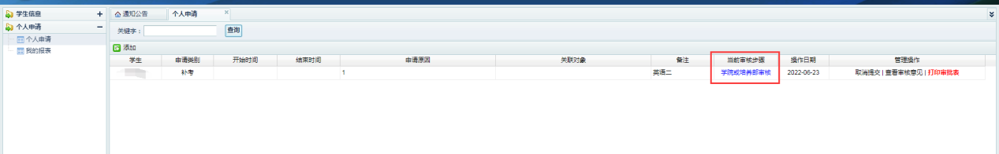 学生信息
个人申请
个人申请
我的报表
通知公告 个人申请
关键字： 查询
添加
学生 申请类别 开始时间 结束时间 申请原因 关联对象 备注 当前审核步骤 操作日期 管理操作
补考 1 英语二 学院或培养部审核 2022-06-23 取消提交 | 查看审核意见 | 打印审批表